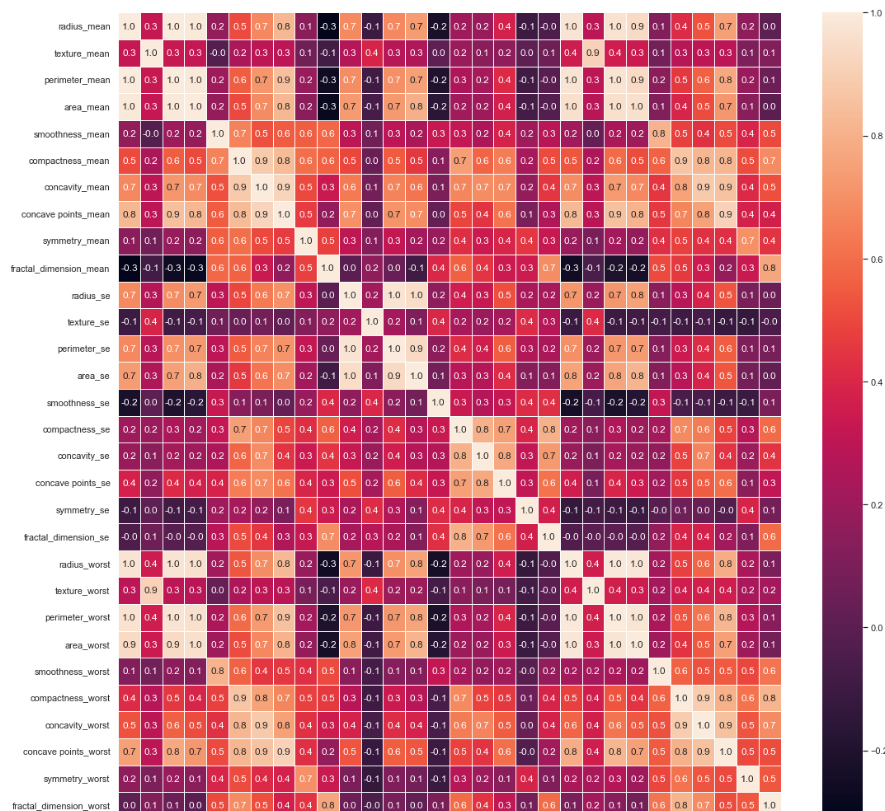 radius_mean 1.0 0.3 1.0 1.0 0.2 0.5 0.7 0.8 0.1 -0.3 0.7 -0.1 0.7 0.7 -0.2 0.2 0.2 0.4 -0.1 -0.0 1.0 0.3 1.0 0.9 0.1 0.4 0.5 0.7 0.2 0.0
texture_mean 0.3 1.0 0.3 0.3 -0.0 0.2 0.3 0.3 0.1 -0.1 0.3 0.4 0.3 0.3 0.0 0.2 0.1 0.2 0.0 0.1 0.4 0.9 0.4 0.3 0.1 0.3 0.3 0.3 0.1 0.1
perimeter_mean 1.0 0.3 1.0 1.0 0.2 0.6 0.7 0.9 0.2 -0.3 0.7 -0.1 0.7 0.7 -0.2 0.3 0.2 0.4 -0.1 -0.0 1.0 0.3 1.0 0.9 0.2 0.5 0.6 0.8 0.2 0.1
area_mean 1.0 0.3 1.0 1.0 0.2 0.5 0.7 0.8 0.2 -0.3 0.7 -0.1 0.7 0.8 -0.2 0.2 0.2 0.4 -0.1 -0.0 1.0 0.3 1.0 1.0 0.1 0.4 0.5 0.7 0.1 0.0
smoothness_mean 0.2 -0.0 0.2 0.2 1.0 0.7 0.5 0.6 0.6 0.6 0.3 0.1 0.3 0.2 0.3 0.3 0.2 0.4 0.2 0.3 0.2 0.0 0.2 0.2 0.8 0.5 0.4 0.5 0.4 0.5
compactness_mean 0.5 0.2 0.6 0.5 0.7 1.0 0.9 0.8 0.6 0.6 0.5 0.0 0.5 0.5 0.1 0.7 0.6 0.6 0.2 0.5 0.5 0.2 0.6 0.5 0.6 0.9 0.8 0.8 0.5 0.7
concavity_mean 0.7 0.3 0.7 0.7 0.5 0.9 1.0 0.9 0.5 0.3 0.6 0.1 0.7 0.6 0.1 0.7 0.7 0.7 0.2 0.4 0.7 0.3 0.7 0.7 0.4 0.8 0.9 0.9 0.4 0.5
concave points_mean 0.8 0.3 0.9 0.8 0.6 0.8 0.9 1.0 0.5 0.2 0.7 0.0 0.7 0.7 0.0 0.5 0.4 0.6 0.1 0.3 0.8 0.3 0.9 0.8 0.5 0.7 0.8 0.9 0.4 0.4
symmetry_mean 0.1 0.1 0.2 0.2 0.6 0.6 0.5 0.5 1.0 0.5 0.3 0.1 0.3 0.2 0.2 0.4 0.3 0.4 0.4 0.3 0.2 0.1 0.2 0.2 0.4 0.5 0.4 0.4 0.7 0.4
fractal_dimension_mean -0.3 -0.1 -0.3 -0.3 0.6 0.6 0.3 0.2 0.5 1.0 0.0 0.2 0.0 -0.1 0.4 0.6 0.4 0.3 0.3 0.7 -0.3 -0.1 -0.2 -0.2 0.5 0.5 0.3 0.2 0.3 0.8
radius_se 0.7 0.3 0.7 0.7 0.3 0.5 0.6 0.7 0.3 0.0 1.0 0.2 1.0 1.0 0.2 0.4 0.3 0.5 0.2 0.2 0.7 0.2 0.7 0.8 0.1 0.3 0.4 0.5 0.1 0.0
texture_se -0.1 0.4 -0.1 -0.1 0.1 0.0 0.1 0.0 0.1 0.2 0.2 1.0 0.2 0.1 0.4 0.2 0.2 0.2 0.4 0.3 -0.1 0.4 -0.1 -0.1 -0.1 -0.1 -0.1 -0.1 -0.1 -0.0
perimeter_se 0.7 0.3 0.7 0.7 0.3 0.5 0.7 0.7 0.3 0.0 1.0 0.2 1.0 0.9 0.2 0.4 0.4 0.6 0.3 0.2 0.7 0.2 0.7 0.7 0.1 0.3 0.4 0.6 0.1 0.1
area_se 0.7 0.3 0.7 0.8 0.2 0.5 0.6 0.7 0.2 -0.1 1.0 0.1 0.9 1.0 0.1 0.3 0.3 0.4 0.1 0.1 0.8 0.2 0.8 0.8 0.1 0.3 0.4 0.5 0.1 0.0
smoothness_se -0.2 0.0 -0.2 -0.2 0.3 0.1 0.1 0.0 0.2 0.4 0.2 0.4 0.2 0.1 1.0 0.3 0.3 0.3 0.4 0.4 -0.2 -0.1 -0.2 -0.2 0.3 -0.1 -0.1 -0.1 -0.1 0.1
compactness_se 0.2 0.2 0.3 0.2 0.3 0.7 0.7 0.5 0.4 0.6 0.4 0.2 0.4 0.3 0.3 1.0 0.8 0.7 0.4 0.8 0.2 0.1 0.3 0.2 0.2 0.7 0.6 0.5 0.3 0.6
concavity_se 0.2 0.1 0.2 0.2 0.2 0.6 0.7 0.4 0.3 0.4 0.3 0.2 0.4 0.3 0.3 0.8 1.0 0.8 0.3 0.7 0.2 0.1 0.2 0.2 0.2 0.5 0.7 0.4 0.2 0.4
concave points_se 0.4 0.2 0.4 0.4 0.4 0.6 0.7 0.6 0.4 0.3 0.5 0.2 0.6 0.4 0.3 0.7 0.8 1.0 0.3 0.6 0.4 0.1 0.4 0.3 0.2 0.5 0.5 0.6 0.1 0.3
symmetry_se -0.1 0.0 -0.1 -0.1 0.2 0.2 0.2 0.1 0.4 0.3 0.2 0.4 0.3 0.1 0.4 0.4 0.3 0.3 1.0 0.4 -0.1 -0.1 -0.1 -0.1 -0.0 0.1 0.0 -0.0 0.4 0.1
fractal_dimension_se -0.0 0.1 -0.0 -0.0 0.3 0.5 0.4 0.3 0.3 0.7 0.2 0.3 0.2 0.1 0.4 0.8 0.7 0.6 0.4 1.0 -0.0 -0.0 -0.0 -0.0 0.2 0.4 0.4 0.2 0.1 0.6
radius_worst 1.0 0.4 1.0 1.0 0.2 0.5 0.7 0.8 0.2 -0.3 0.7 -0.1 0.7 0.8 -0.2 0.2 0.2 0.4 -0.1 -0.0 1.0 0.4 1.0 1.0 0.2 0.5 0.6 0.8 0.2 0.1
texture_worst 0.3 0.9 0.3 0.3 0.0 0.2 0.3 0.3 0.1 -0.1 0.2 0.4 0.2 0.2 -0.1 0.1 0.1 0.1 -0.1 -0.0 0.4 1.0 0.4 0.3 0.2 0.4 0.4 0.4 0.2 0.2
perimeter_worst 1.0 0.4 1.0 1.0 0.2 0.6 0.7 0.9 0.2 -0.2 0.7 -0.1 0.7 0.8 -0.2 0.3 0.2 0.4 -0.1 -0.0 1.0 0.4 1.0 1.0 0.2 0.5 0.6 0.8 0.3 0.1
area_worst 0.9 0.3 0.9 1.0 0.2 0.5 0.7 0.8 0.2 -0.2 0.8 -0.1 0.7 0.8 -0.2 0.2 0.2 0.3 -0.1 -0.0 1.0 0.3 1.0 1.0 0.2 0.4 0.5 0.7 0.2 0.1
smoothness_worst 0.1 0.1 0.2 0.1 0.8 0.6 0.4 0.5 0.4 0.5 0.1 -0.1 0.1 0.1 0.3 0.2 0.2 0.2 -0.0 0.2 0.2 0.2 0.2 0.2 1.0 0.6 0.5 0.5 0.5 0.6
compactness_worst 0.4 0.3 0.5 0.4 0.5 0.9 0.8 0.7 0.5 0.5 0.3 -0.1 0.3 0.3 -0.1 0.7 0.5 0.5 0.1 0.4 0.5 0.4 0.5 0.4 0.6 1.0 0.9 0.8 0.6 0.8
concavity_worst 0.5 0.3 0.6 0.5 0.4 0.8 0.9 0.8 0.4 0.3 0.4 -0.1 0.4 0.4 -0.1 0.6 0.7 0.5 0.0 0.4 0.6 0.4 0.6 0.5 0.5 0.9 1.0 0.9 0.5 0.7
concave points_worst 0.7 0.3 0.8 0.7 0.5 0.8 0.9 0.9 0.4 0.2 0.5 -0.1 0.6 0.5 -0.1 0.5 0.4 0.6 -0.0 0.2 0.8 0.4 0.8 0.7 0.5 0.8 0.9 1.0 0.5 0.5
symmetry_worst 0.2 0.1 0.2 0.1 0.4 0.5 0.4 0.4 0.7 0.3 0.1 -0.1 0.1 0.1 -0.1 0.3 0.2 0.1 0.4 0.1 0.2 0.2 0.3 0.2 0.5 0.6 0.5 0.5 1.0 0.5
fractal_dimension_worst 0.0 0.1 0.1 0.0 0.5 0.7 0.5 0.4 0.4 0.8 0.0 -0.0 0.1 0.0 0.1 0.6 0.4 0.3 0.1 0.6 0.1 0.2 0.1 0.1 0.6 0.8 0.7 0.5 0.5 1.0
1.0
0.8
0.6
0.4
0.2
0.0
-0.2